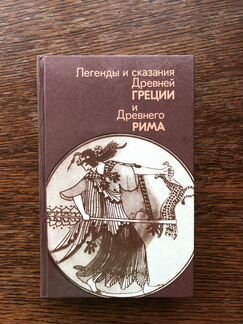 Легенды и сказания
Древней
ГРЕЦИИ
и
Древнего
РИМА